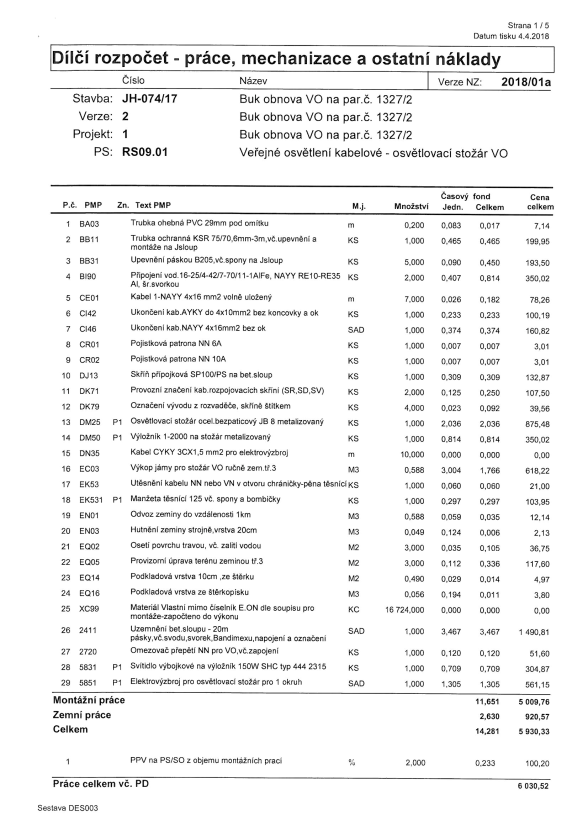 Strana 1 / 5
Datum tisku 4.4.2018
Dílčí rozpočet - práce, mechanizace a ostatní náklady
Číslo Název Verze NZ: 2018/01a
Stavba: JH-074/17 Buk obnova VO na par.č. 1327/2
Verze: 2 Buk obnova VO na par.č. 1327/2
Projekt: 1 Buk obnova VO na par.č. 1327/2
PS: RS09.01 Veřejné osvětlení kabelové - osvětlovací stožár VO
Časový fond Cena
P.č. PMP Zn. Text PMP M.j. Množství Jedn. Celkem celkem
1 BA03 Trubka ohebná PVC 29mm pod omítku m 0,200 0,083 0,017 7,14
2 BB11 Trubka ochranná KSR 75/70,6mm-3m,vč.upevnění a KS 1,000 0,465 0,465 199,95
montáže na Jsloup
3 BB31 Upevnění páskou B205,vč.spony na Jsloup KS 5,000 0,090 0,450 193,50
4 BI90 Připojení vod.16-25/4-42/7-70/11-1AlFe, NAYY RE10-RE35 KS 2,000 0,407 0,814 350,02
Al, šr.svorkou
5 CE01 Kabel 1-NAYY 4x16 mm2 volně uložený m 7,000 0,026 0,182 78,26
6 CI42 Ukončení kab.AYKY do 4x10mm2 bez koncovky a ok KS 1,000 0,233 0,233 100,19
7 CI46 Ukončení kab.NAYY 4x16mm2 bez ok SAD 1,000 0,374 0,374 160,82
8 CR01 Pojistková patrona NN 6A KS 1,000 0,007 0,007 3,01
9 CR02 Pojistková patrona NN 10A KS 1,000 0,007 0,007 3,01
10 DJ13 Skříň přípojková SP100/PS na bet.sloup KS 1,000 0,309 0,309 132,87
11 DK71 Provozní značení kab.rozpojovacích skříní (SR,SD,SV) KS 2,000 0,125 0,250 107,50
12 DK79 Označení vývodu z rozvaděče, skříně štítkem KS 4,000 0,023 0,092 39,56
13 DM25 P1 Osvětlovací stožár ocel.bezpaticový JB 8 metalizovaný KS 1,000 2,036 2,036 875,48
14 DM50 P1 Výložník 1-2000 na stožár metalizovaný KS 1,000 0,814 0,814 350,02
15 DN35 Kabel CYKY 3CX1,5 mm2 pro elektrovýzbroj m 10,000 0,000 0,000 0,00
16 EC03 Výkop jámy pro stožár VO ručně zem.tř.3 M3 0,588 3,004 1,766 618,22
17 EK53 Utěsnění kabelu NN nebo VN v otvoru chráničky-pěna těsnící KS 1,000 0,060 0,060 21,00
18 EK531 P1 Manžeta těsnící 125 vč. spony a bombičky KS 1,000 0,297 0,297 103,95
19 EN01 Odvoz zeminy do vzdálenosti 1km M3 0,588 0,059 0,035 12,14
20 EN03 Hutnění zeminy strojně,vrstva 20cm M3 0,049 0,124 0,006 2,13
21 EQ02 Osetí povrchu travou, vč. zalití vodou M2 3,000 0,035 0,105 36,75
22 EQ05 Provizorní úprava terénu zeminou tř.3 M2 3,000 0,112 0,336 117,60
23 EQ14 Podkladová vrstva 10cm ,ze štěrku M2 0,490 0,029 0,014 4,97
24 EQ16 Podkladová vrstva ze štěrkopísku M3 0,056 0,194 0,011 3,80
25 XC99 Materiál Vlastní mimo číselník E.ON dle soupisu pro KC 16 724,000 0,000 0,000 0,00
montáže-započteno do výkonu
26 2411 Uzemnění bet.sloupu - 20m SAD 1,000 3,467 3,467 1 490,81
pásky,vč.svodu,svorek,Bandimexu,napojení a označení
27 2720 Omezovač přepětí NN pro VO,vč.zapojení KS 1,000 0,120 0,120 51,60
28 5831 P1 Svítidlo výbojkové na výložník 150W SHC typ 444 2315 KS 1,000 0,709 0,709 304,87
29 5851 P1 Elektrovýzbroj pro osvětlovací stožár pro 1 okruh SAD 1,000 1,305 1,305 561,15
Montážní práce 11,651 5 009,76
Zemní práce 2,630 920,57
Celkem 14,281 5 930,33
1 PPV na PS/SO z objemu montážních prací % 2,000 0,233 100,20
Práce celkem vč. PD 6 030,52
Sestava DES003